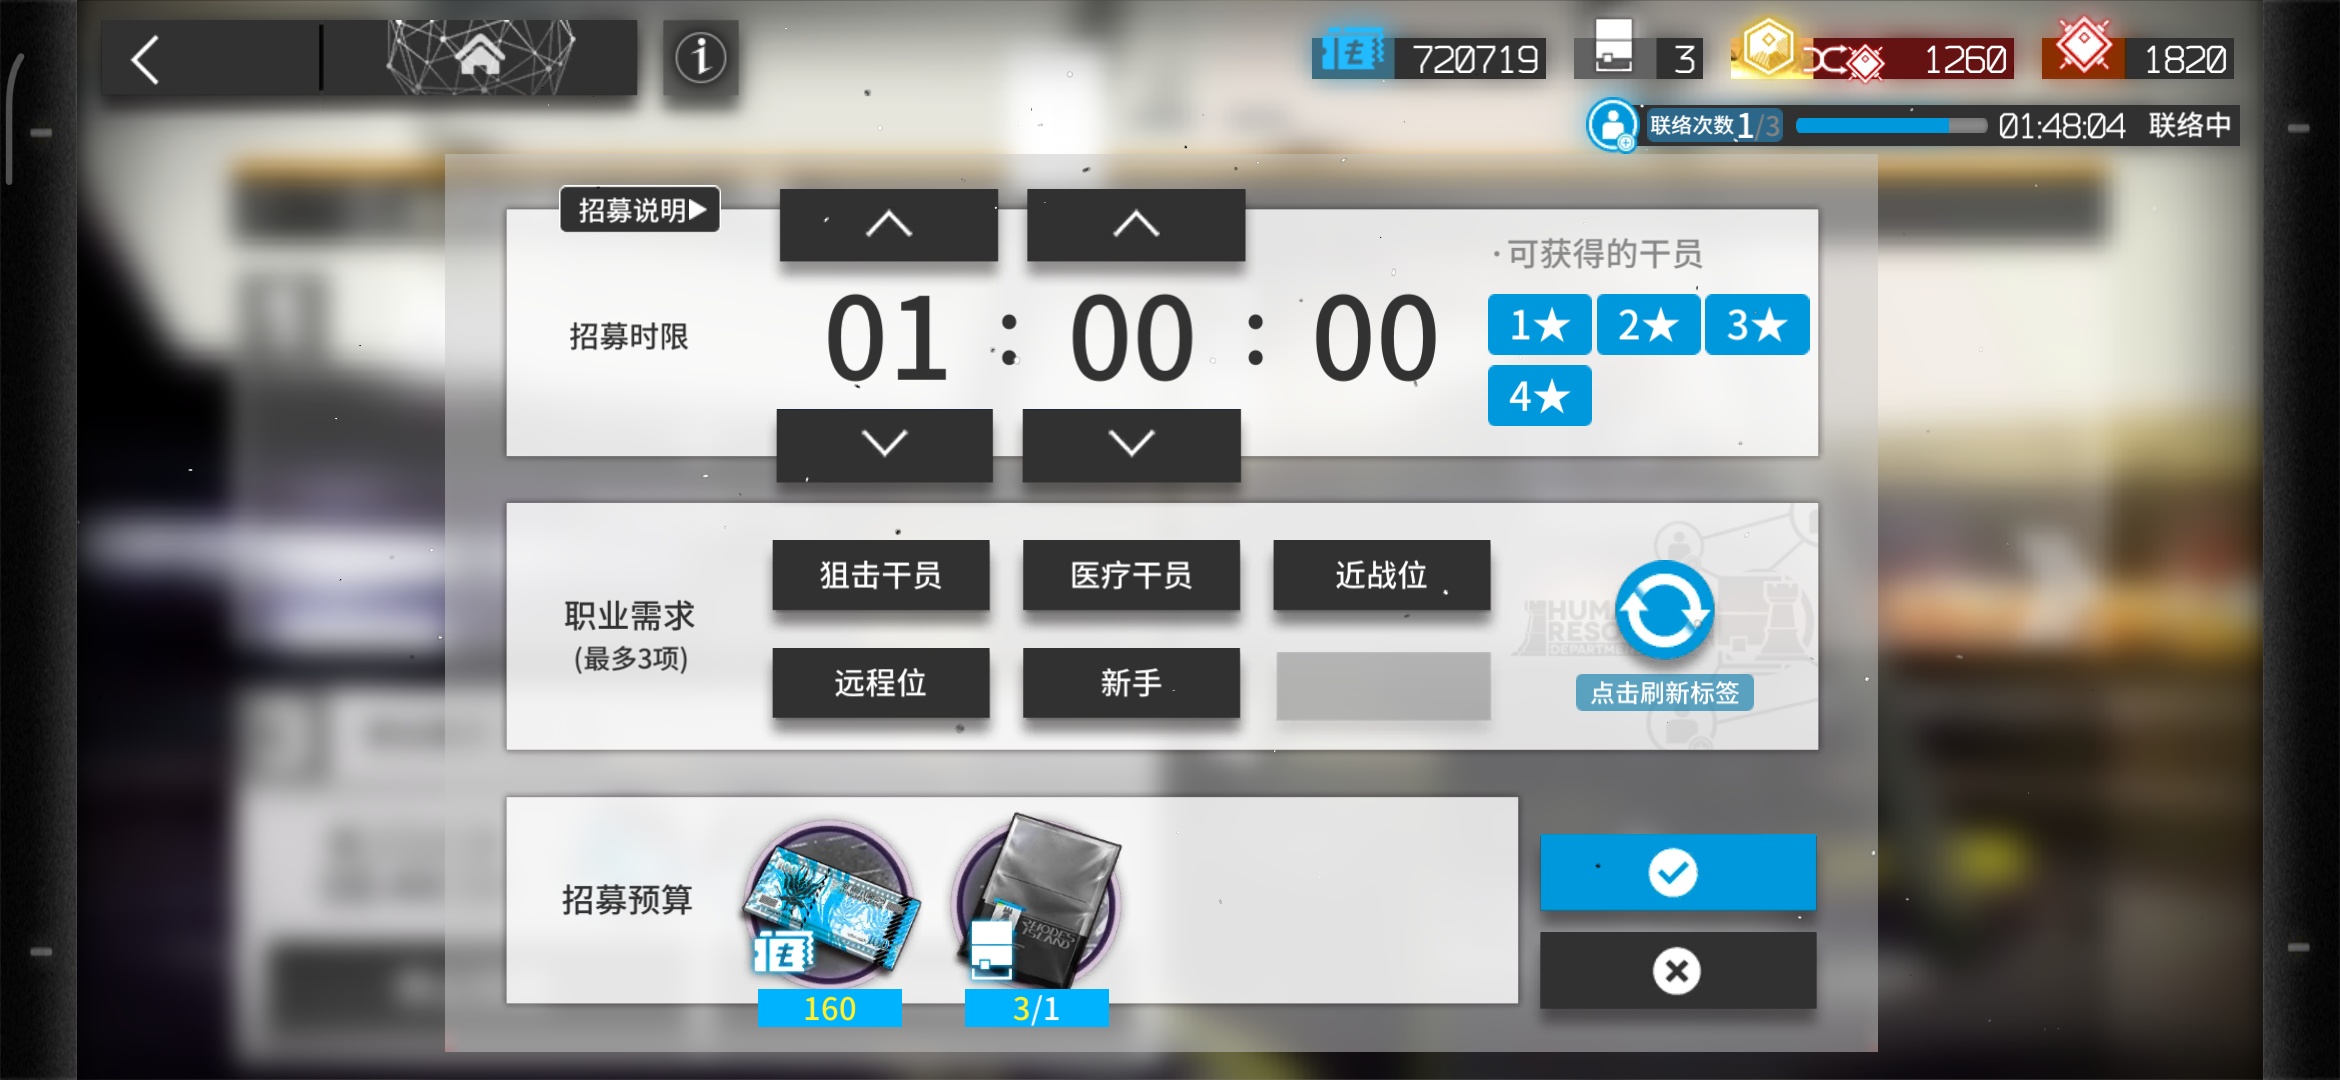 720719
3
1260
1820
联络次数1/3
01:48:04 联络中
招募说明
·可获得的干员
招募时限
01:00:00
1★ 2★ 3★
4★
狙击干员 医疗干员 近战位
职业需求
(最多3项)
远程位 新手
点击刷新标签
招募预算
RHODES
ISLAND
160
3/1